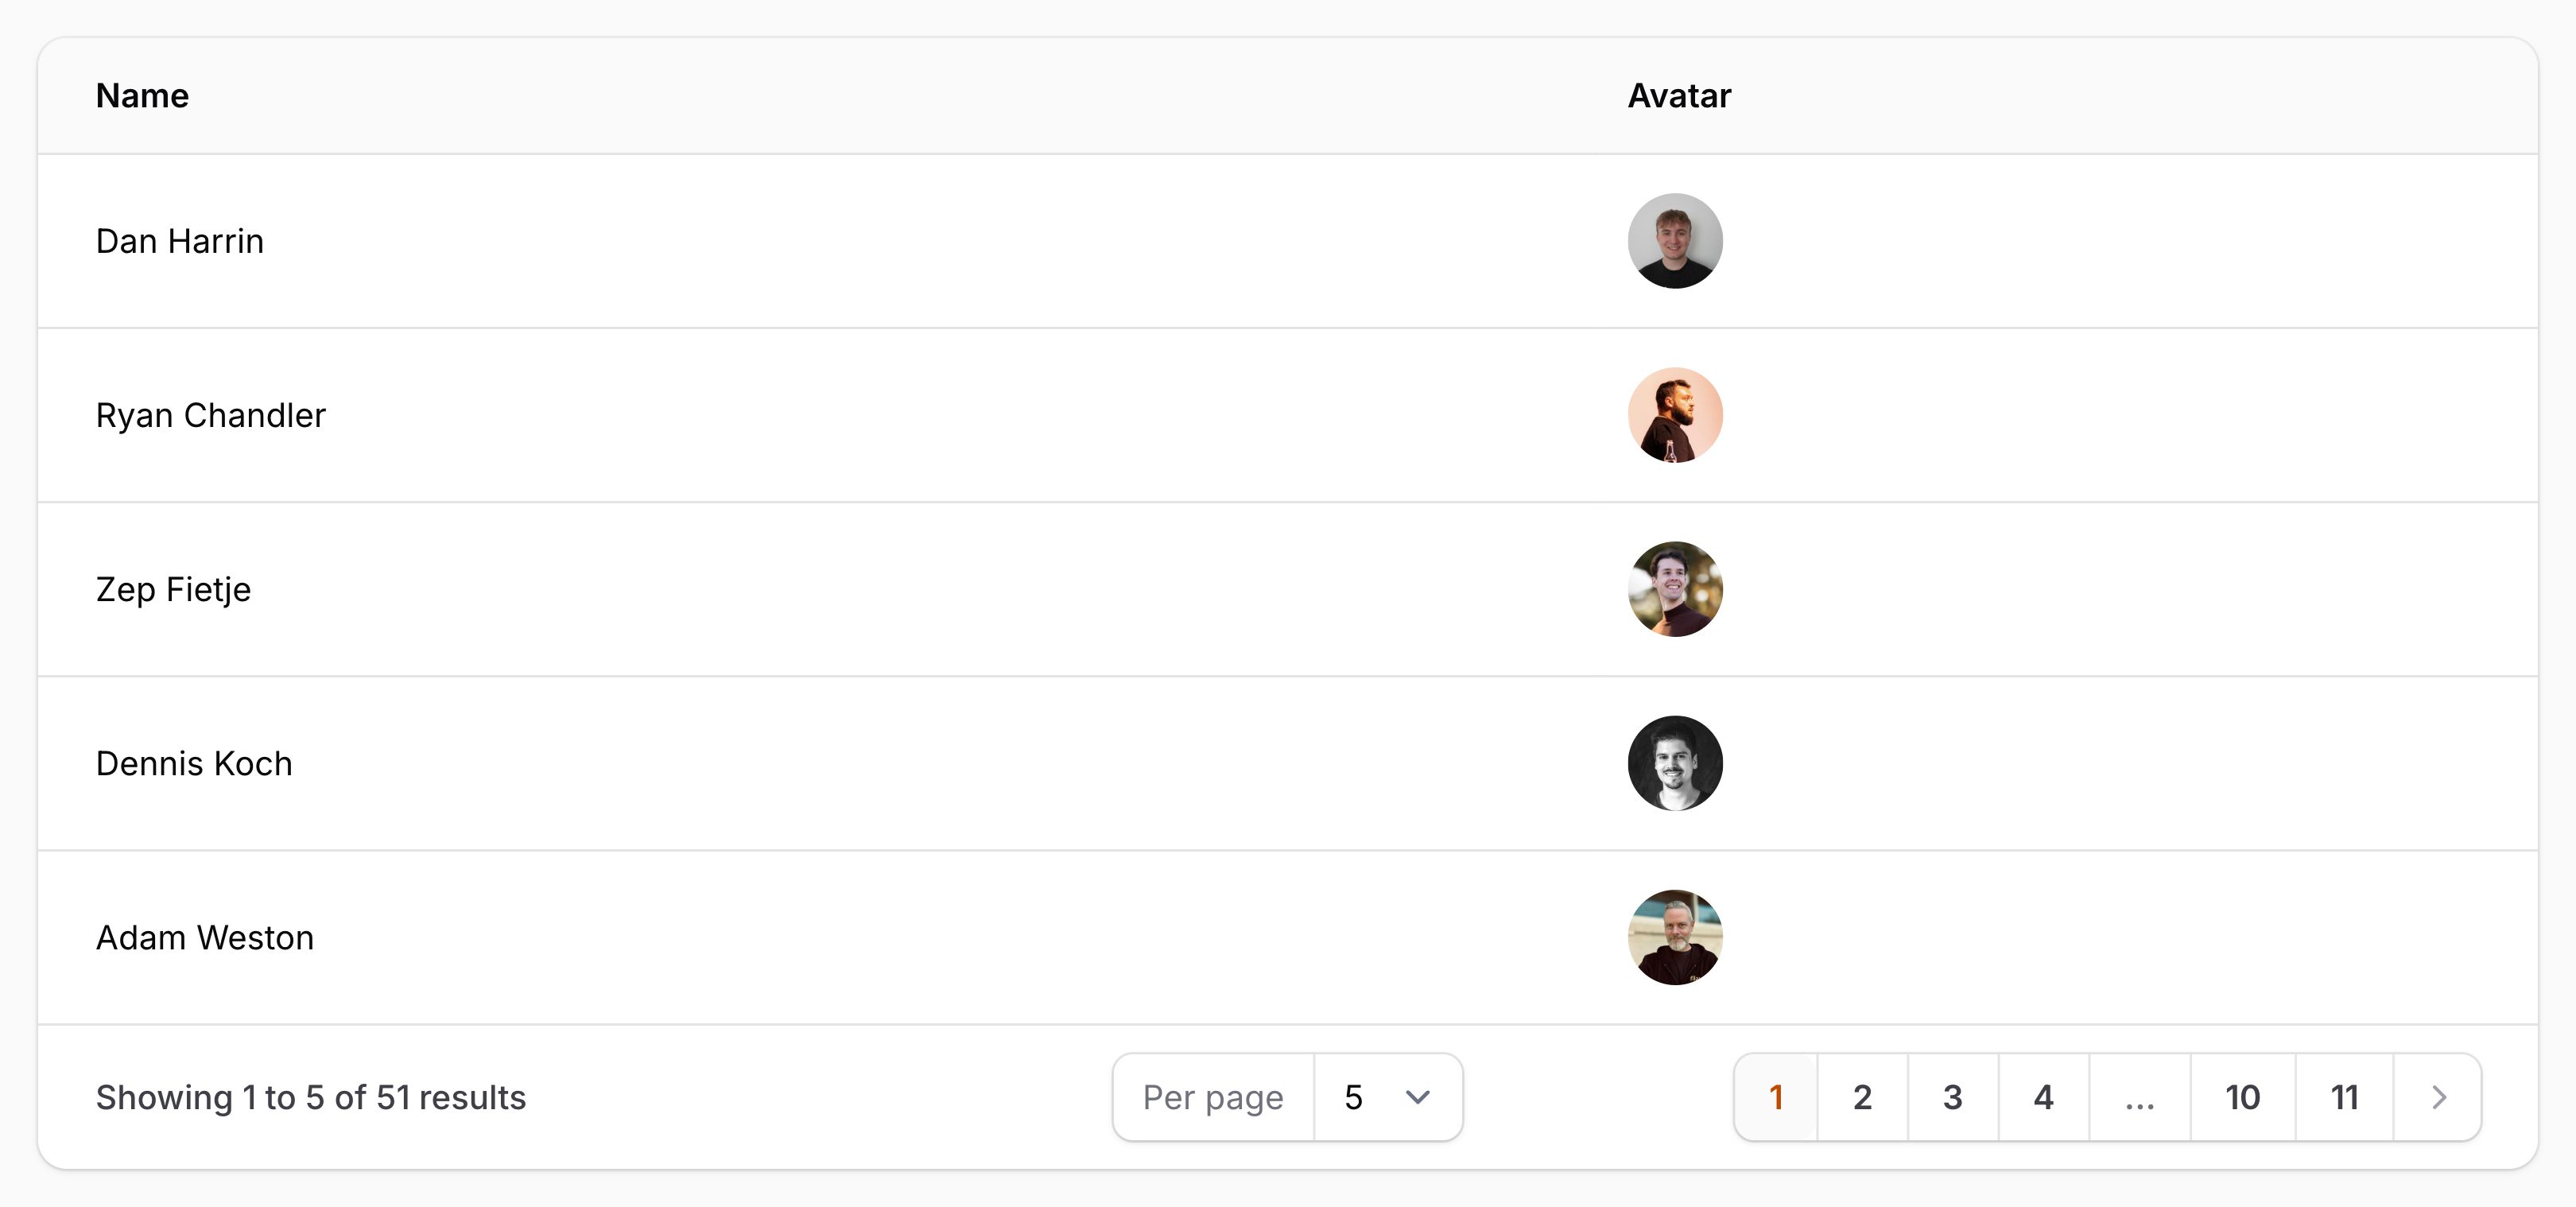 Name Avatar
Dan Harrin
Ryan Chandler
Zep Fietje
Dennis Koch
Adam Weston
Showing 1 to 5 of 51 results Per page 5 1 2 3 4 ... 10 11